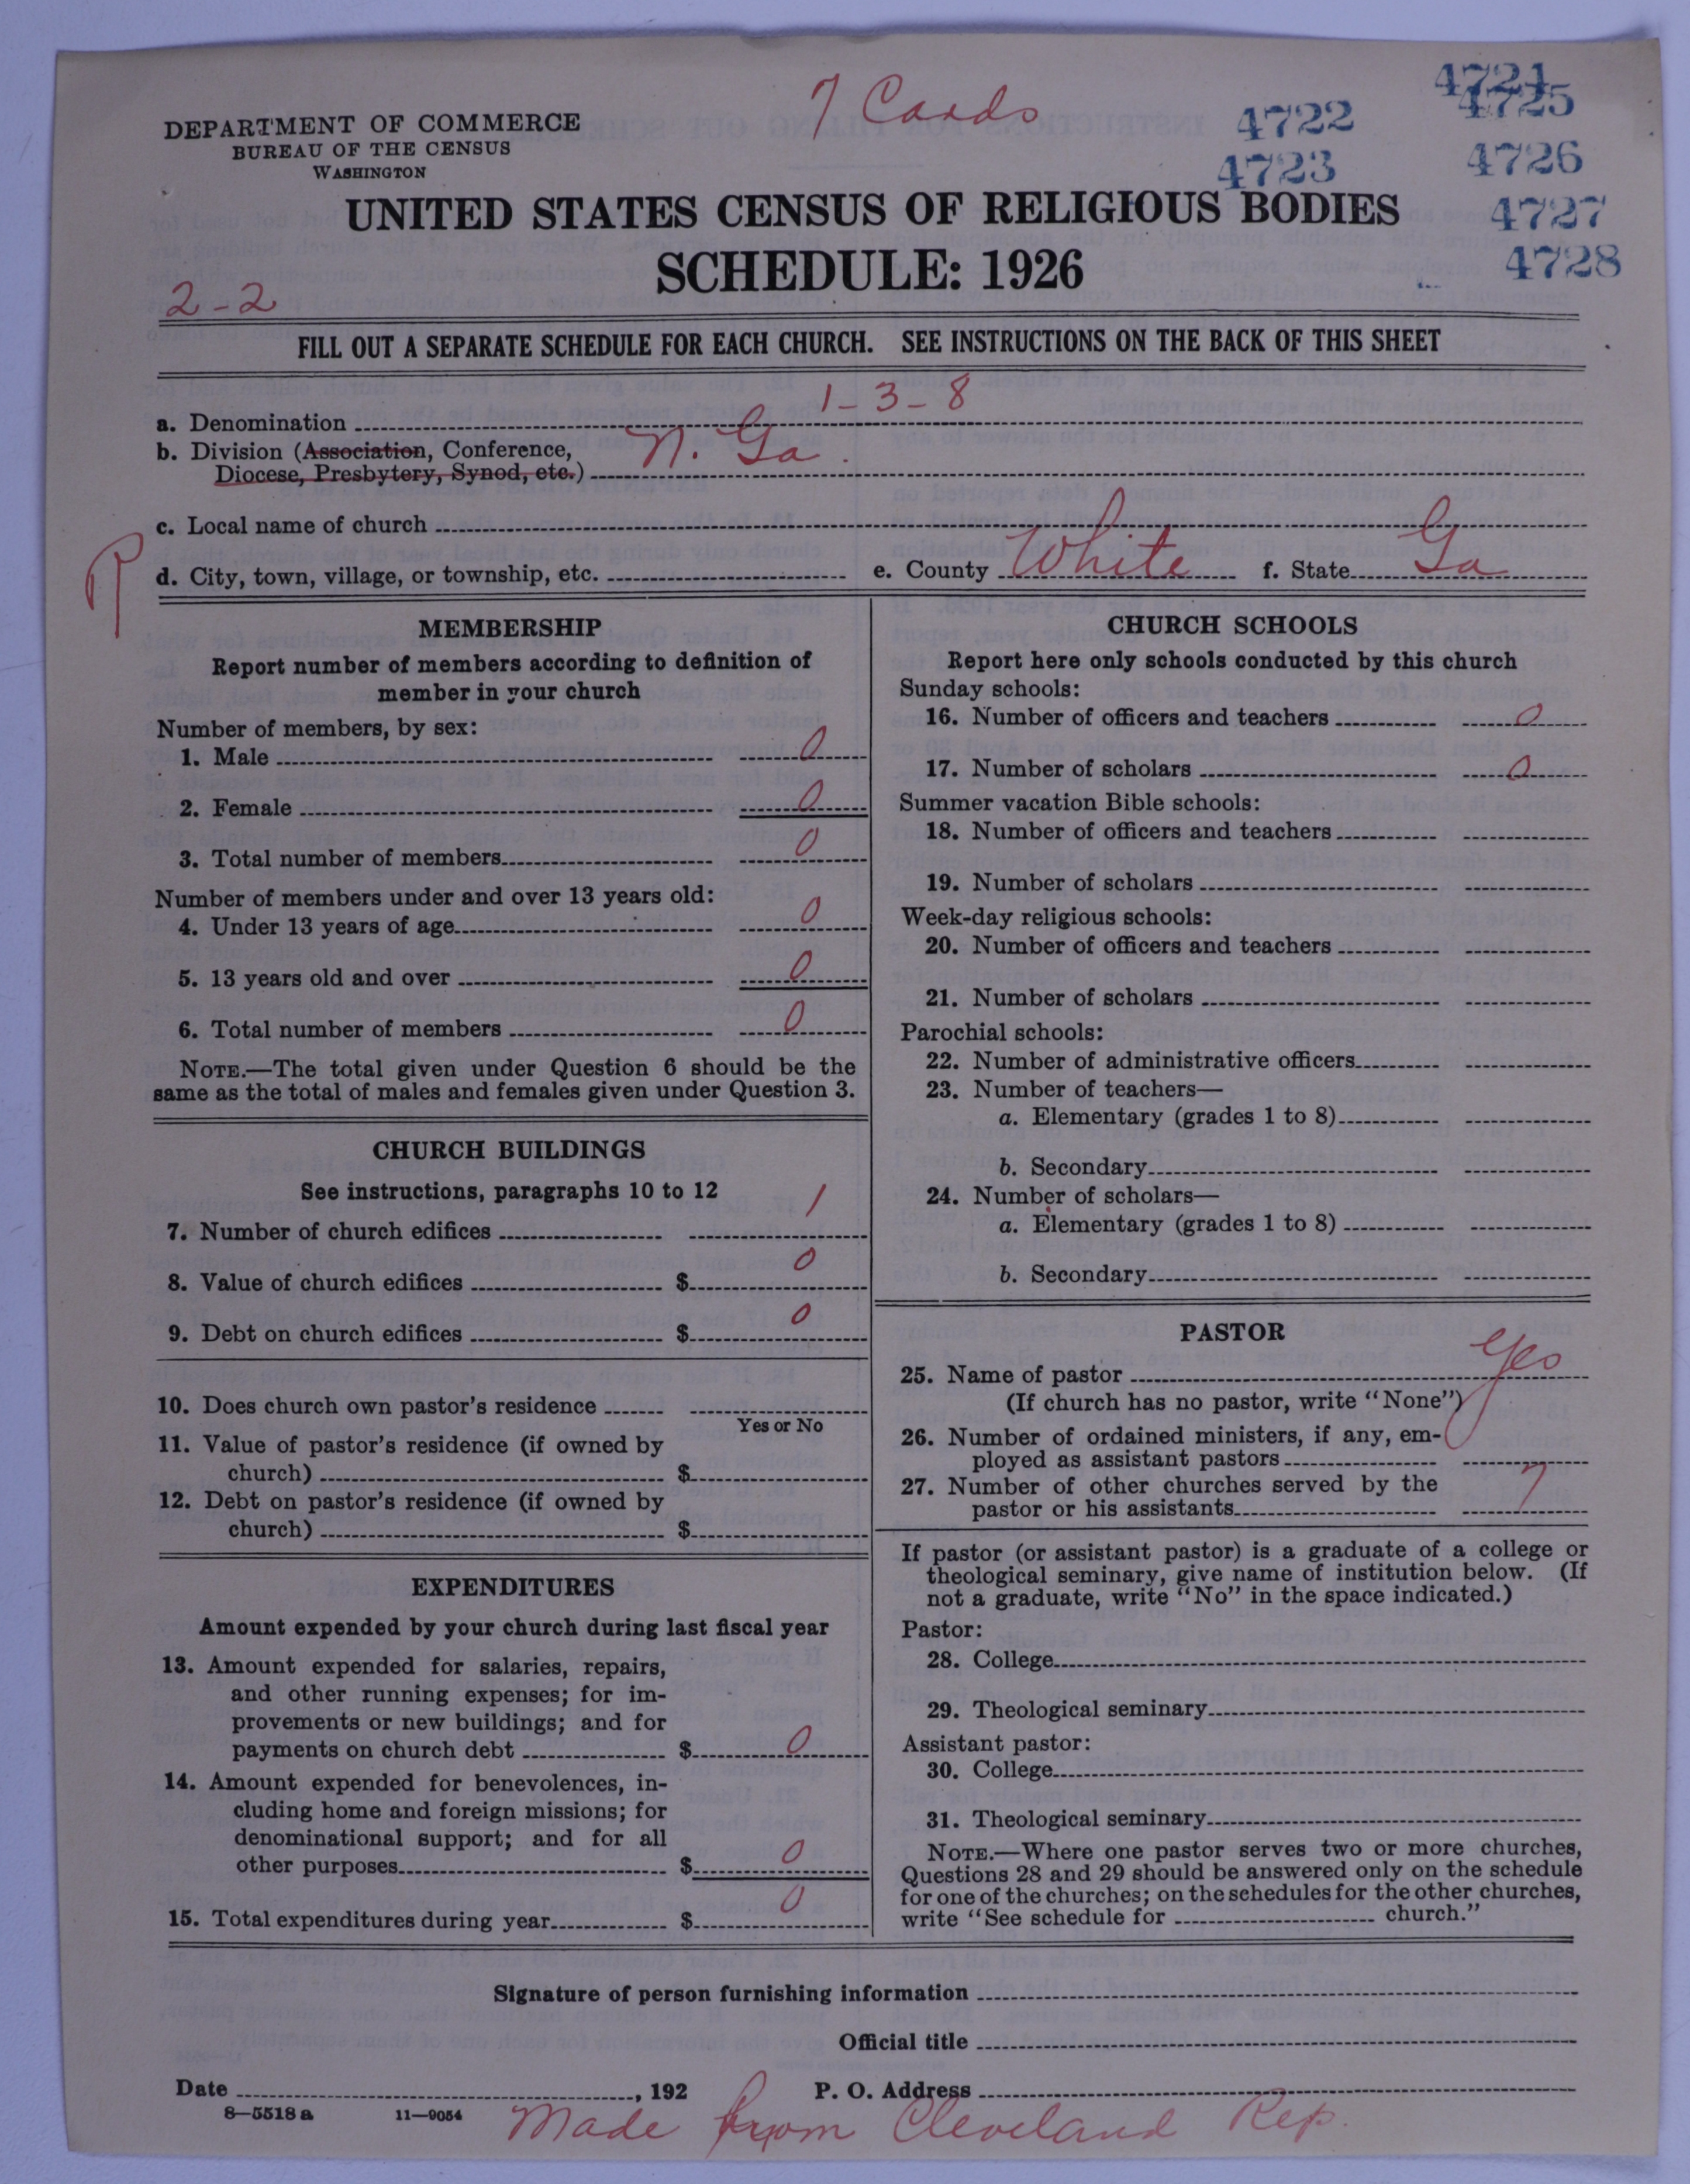 7 Cards
4724
4725
4722
4726
4723
4727
4728
DEPARTMENT OF COMMERCE
BUREAU OF THE CENSUS
WASHINGTON
UNITED STATES CENSUS OF RELIGIOUS BODIES
SCHEDULE: 1926
2-2
FILL OUT A SEPARATE SCHEDULE FOR EACH CHURCH. SEE INSTRUCTIONS ON THE BACK OF THIS SHEET
a. Denomination 1-3-8
b. Division (Association, Conference,
Diocese, Presbytery, Synod, etc.) N. Ga.
c. Local name of church
d. City, town, village, or township, etc. e. County White f. State Ga
MEMBERSHIP
Report number of members according to definition of
member in your church
Number of members, by sex:
1. Male 0
2. Female 0
3. Total number of members 0
Number of members under and over 13 years old:
4. Under 13 years of age 0
5. 13 years old and over 0
6. Total number of members 0
NOTE.—The total given under Question 6 should be the
same as the total of males and females given under Question 3.
CHURCH BUILDINGS
See instructions, paragraphs 10 to 12
7. Number of church edifices 1
8. Value of church edifices $ 0
9. Debt on church edifices $ 0
10. Does church own pastor's residence
Yes or No
11. Value of pastor's residence (if owned by
church) $
12. Debt on pastor's residence (if owned by
church) $
EXPENDITURES
Amount expended by your church during last fiscal year
13. Amount expended for salaries, repairs,
and other running expenses; for im-
provements or new buildings; and for
payments on church debt $ 0
14. Amount expended for benevolences, in-
cluding home and foreign missions; for
denominational support; and for all
other purposes $ 0
15. Total expenditures during year $ 0
CHURCH SCHOOLS
Report here only schools conducted by this church
Sunday schools:
16. Number of officers and teachers 0
17. Number of scholars 0
Summer vacation Bible schools:
18. Number of officers and teachers
19. Number of scholars
Week-day religious schools:
20. Number of officers and teachers
21. Number of scholars
Parochial schools:
22. Number of administrative officers
23. Number of teachers—
a. Elementary (grades 1 to 8)
b. Secondary
24. Number of scholars—
a. Elementary (grades 1 to 8)
b. Secondary
PASTOR
25. Name of pastor Yes
(If church has no pastor, write "None")
26. Number of ordained ministers, if any, em-
ployed as assistant pastors
27. Number of other churches served by the
pastor or his assistants 7
If pastor (or assistant pastor) is a graduate of a college or
theological seminary, give name of institution below. (If
not a graduate, write "No" in the space indicated.)
Pastor:
28. College
29. Theological seminary
Assistant pastor:
30. College
31. Theological seminary
NOTE.—Where one pastor serves two or more churches,
Questions 28 and 29 should be answered only on the schedule
for one of the churches; on the schedules for the other churches,
write "See schedule for church."
Signature of person furnishing information
Official title
Date , 192 P. O. Address
8—5518 a 11—9054
Made from Cleveland Rep.